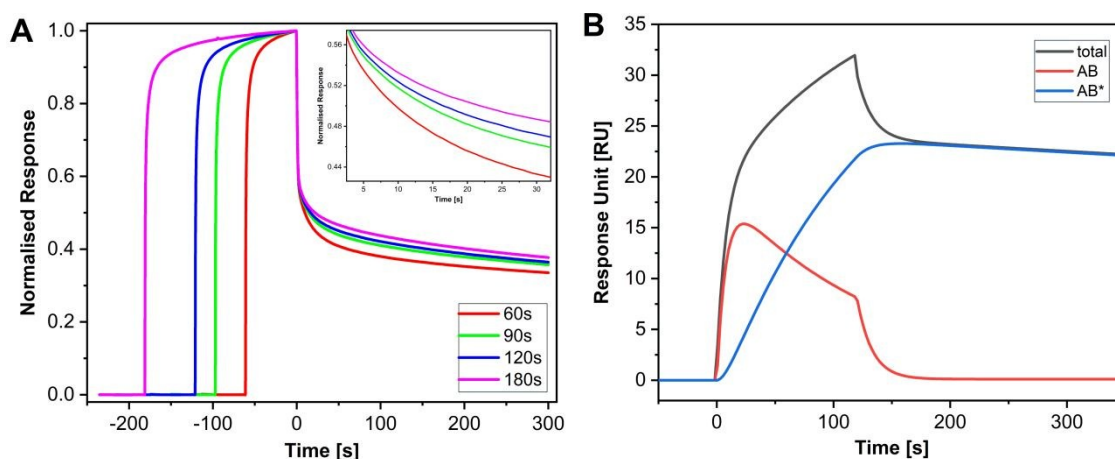 A
Normalised Response
1.0
0.8
0.6
0.4
0.2
0.0
-200
-100
0
100
200
300
Time [s]
Normalised Response
0.56
0.52
0.48
0.44
5
10
15
20
25
30
Time [s]
60s
90s
120s
180s
B
Response Unit [RU]
35
30
25
20
15
10
5
0
0
100
200
300
Time [s]
total
AB
AB*